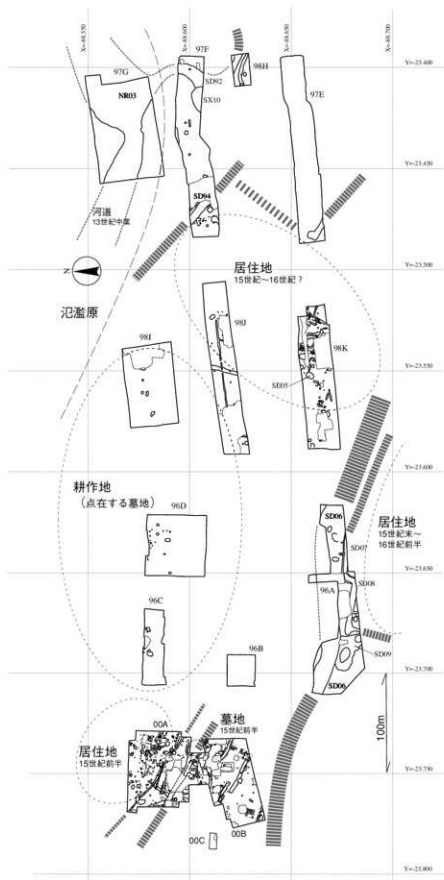 X=-88.550
X=-88.600
X=-88.650
X=-88.700
97F
98H
97G
97E
Y=-23.400
SD92
NR03
SX10
Y=-23.450
SD94
河道
13世紀中葉
居住地
15世紀～16世紀？
Y=-23.500
N
氾濫原
98I
98J
98K
SE05
Y=-23.550
Y=-23.600
耕作地
（点在する墓地）
96D
SD06
居住地
15世紀末～
16世紀前半
SD07
SD08
Y=-23.650
96A
96C
96B
SD09
SD06
Y=-23.700
100m
00A
墓地
15世紀前半
居住地
15世紀前半
Y=-23.750
00B
00C
Y=-23.800